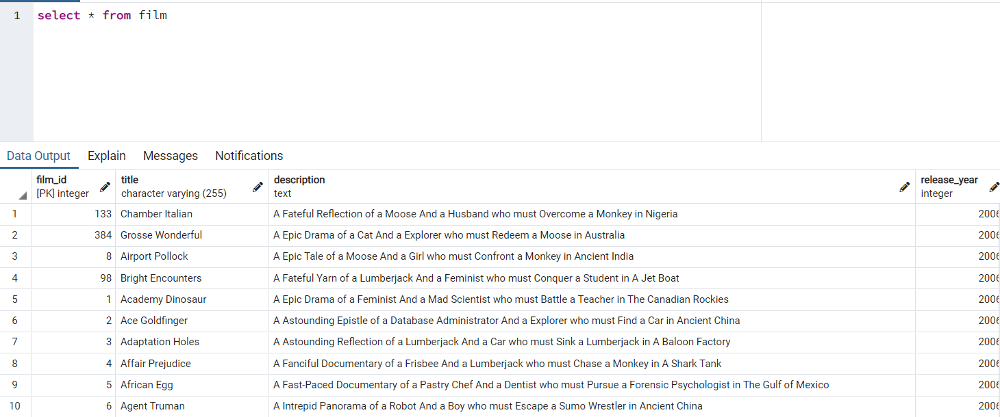 1 select * from film
Data Output Explain Messages Notifications
film_id title description release_year
[PK] integer character varying (255) text integer
1 133 Chamber Italian A Fateful Reflection of a Moose And a Husband who must Overcome a Monkey in Nigeria 2006
2 384 Grosse Wonderful A Epic Drama of a Cat And a Explorer who must Redeem a Moose in Australia 2006
3 8 Airport Pollock A Epic Tale of a Moose And a Girl who must Confront a Monkey in Ancient India 2006
4 98 Bright Encounters A Fateful Yarn of a Lumberjack And a Feminist who must Conquer a Student in A Jet Boat 2006
5 1 Academy Dinosaur A Epic Drama of a Feminist And a Mad Scientist who must Battle a Teacher in The Canadian Rockies 2006
6 2 Ace Goldfinger A Astounding Epistle of a Database Administrator And a Explorer who must Find a Car in Ancient China 2006
7 3 Adaptation Holes A Astounding Reflection of a Lumberjack And a Car who must Sink a Lumberjack in A Baloon Factory 2006
8 4 Affair Prejudice A Fanciful Documentary of a Frisbee And a Lumberjack who must Chase a Monkey in A Shark Tank 2006
9 5 African Egg A Fast-Paced Documentary of a Pastry Chef And a Dentist who must Pursue a Forensic Psychologist in The Gulf of Mexico 2006
10 6 Agent Truman A Intrepid Panorama of a Robot And a Boy who must Escape a Sumo Wrestler in Ancient China 2006